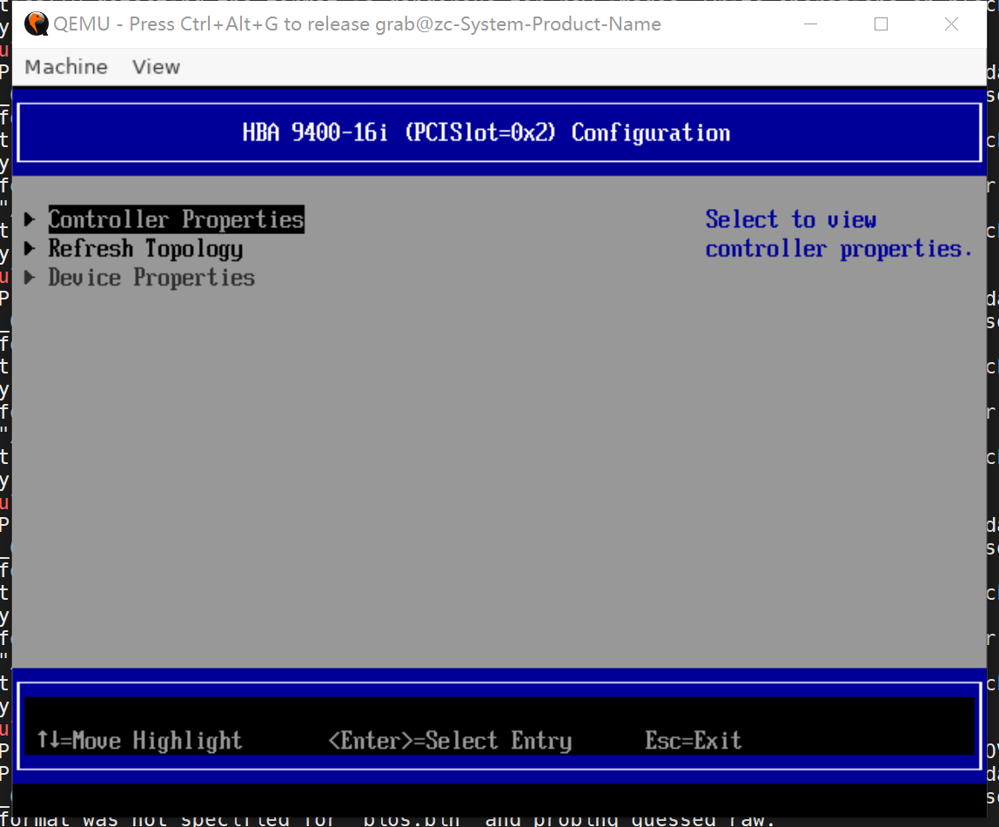 QEMU - Press Ctrl+Alt+G to release grab@zc-System-Product-Name
Machine View
HBA 9400-16i (PCISlot=0x2) Configuration
Controller Properties
Refresh Topology
Device Properties
Select to view
controller properties.
↑↓=Move Highlight <Enter>=Select Entry Esc=Exit
format was not specified for 'bios.bin' and probing guessed raw.